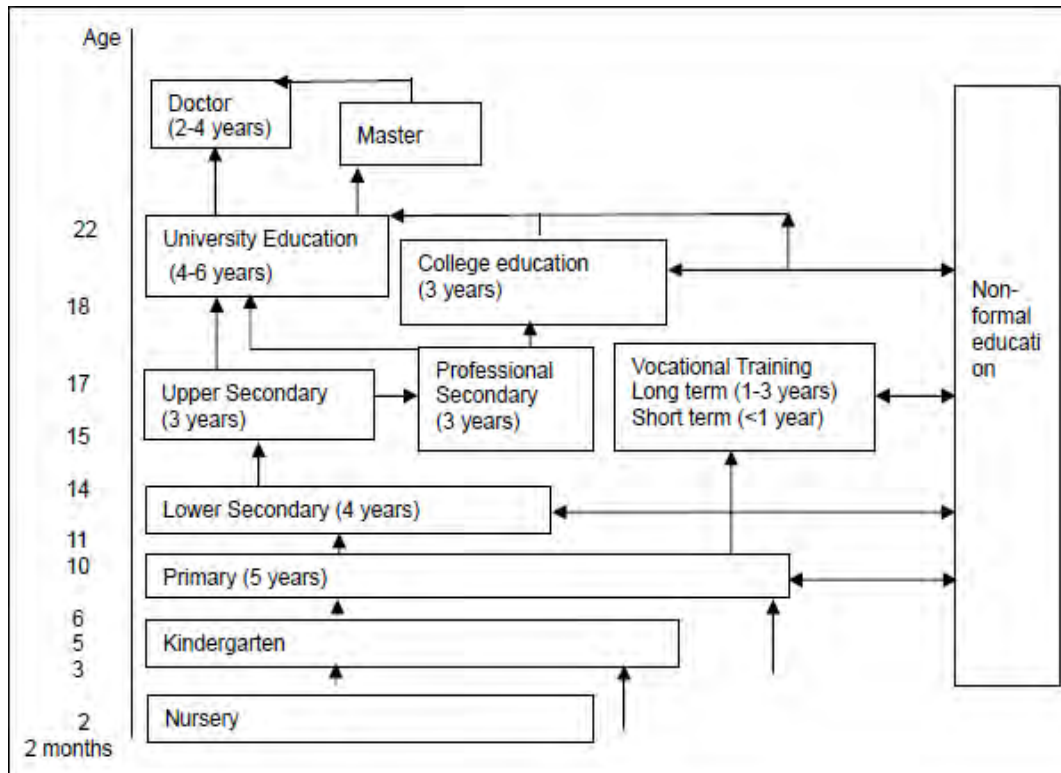 Age
Doctor
(2-4 years)
Master
22
University Education
(4-6 years)
College education
(3 years)
18
Non-
formal
educati
on
17
Upper Secondary
(3 years)
Professional
Secondary
(3 years)
Vocational Training
Long term (1-3 years)
Short term (<1 year)
15
14
Lower Secondary (4 years)
11
10
Primary (5 years)
6
5
Kindergarten
3
Nursery
2
2 months